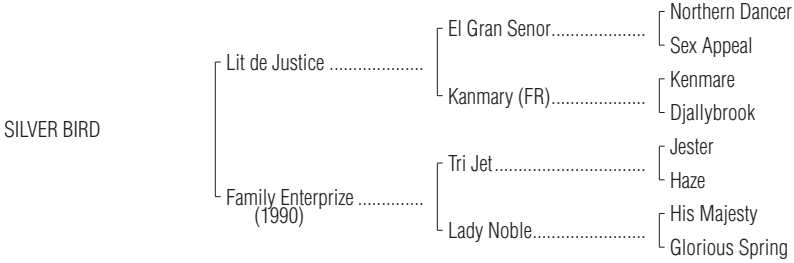 Northern Dancer
El Gran Senor.....................
Sex Appeal
Lit de Justice ....................
Kenmare
Kanmary (FR).....................
Djallybrook
SILVER BIRD
Jester
Tri Jet.................................
Haze
Family Enterprize ..............
(1990)
His Majesty
Lady Noble.........................
Glorious Spring